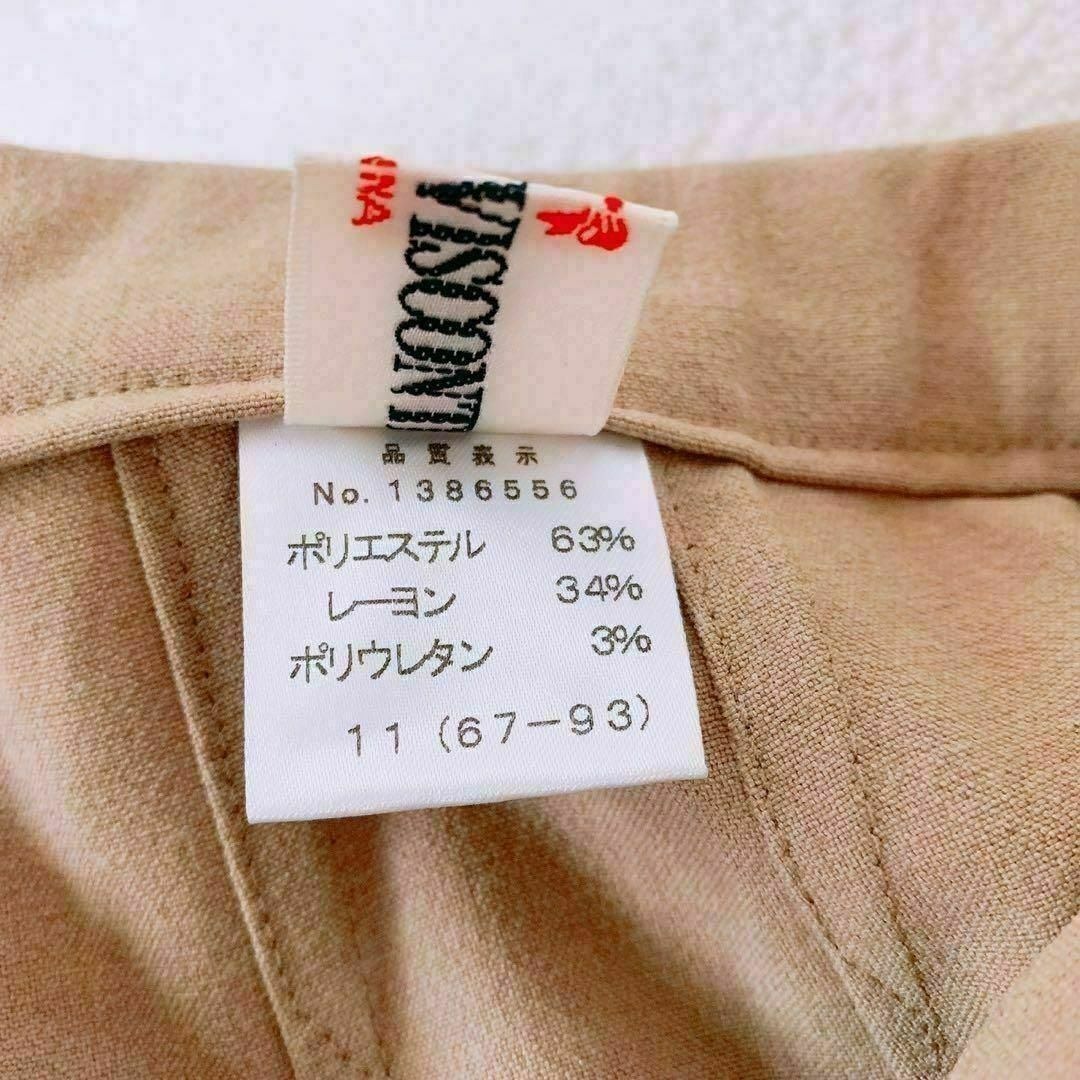 VISCONTI
品質表示
No. 1386556
ポリエステル 63%
レーヨン 34%
ポリウレタン 3%
11 (67-93)